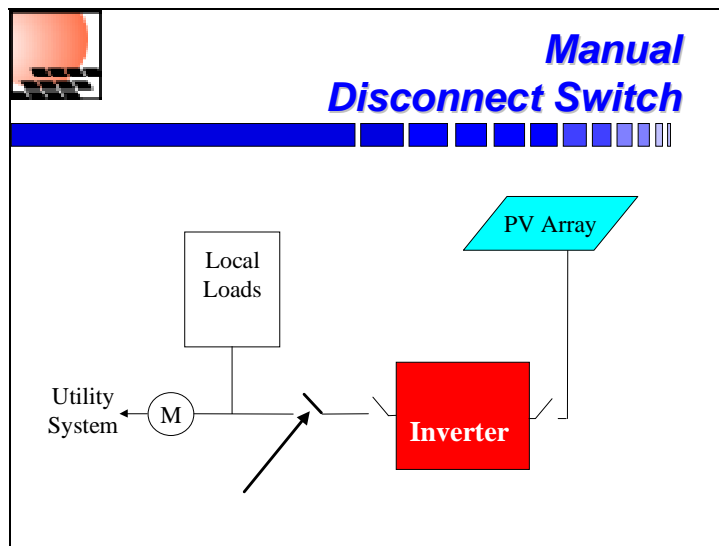 Manual
Disconnect Switch
PV Array
Local
Loads
Utility
System
M
Inverter